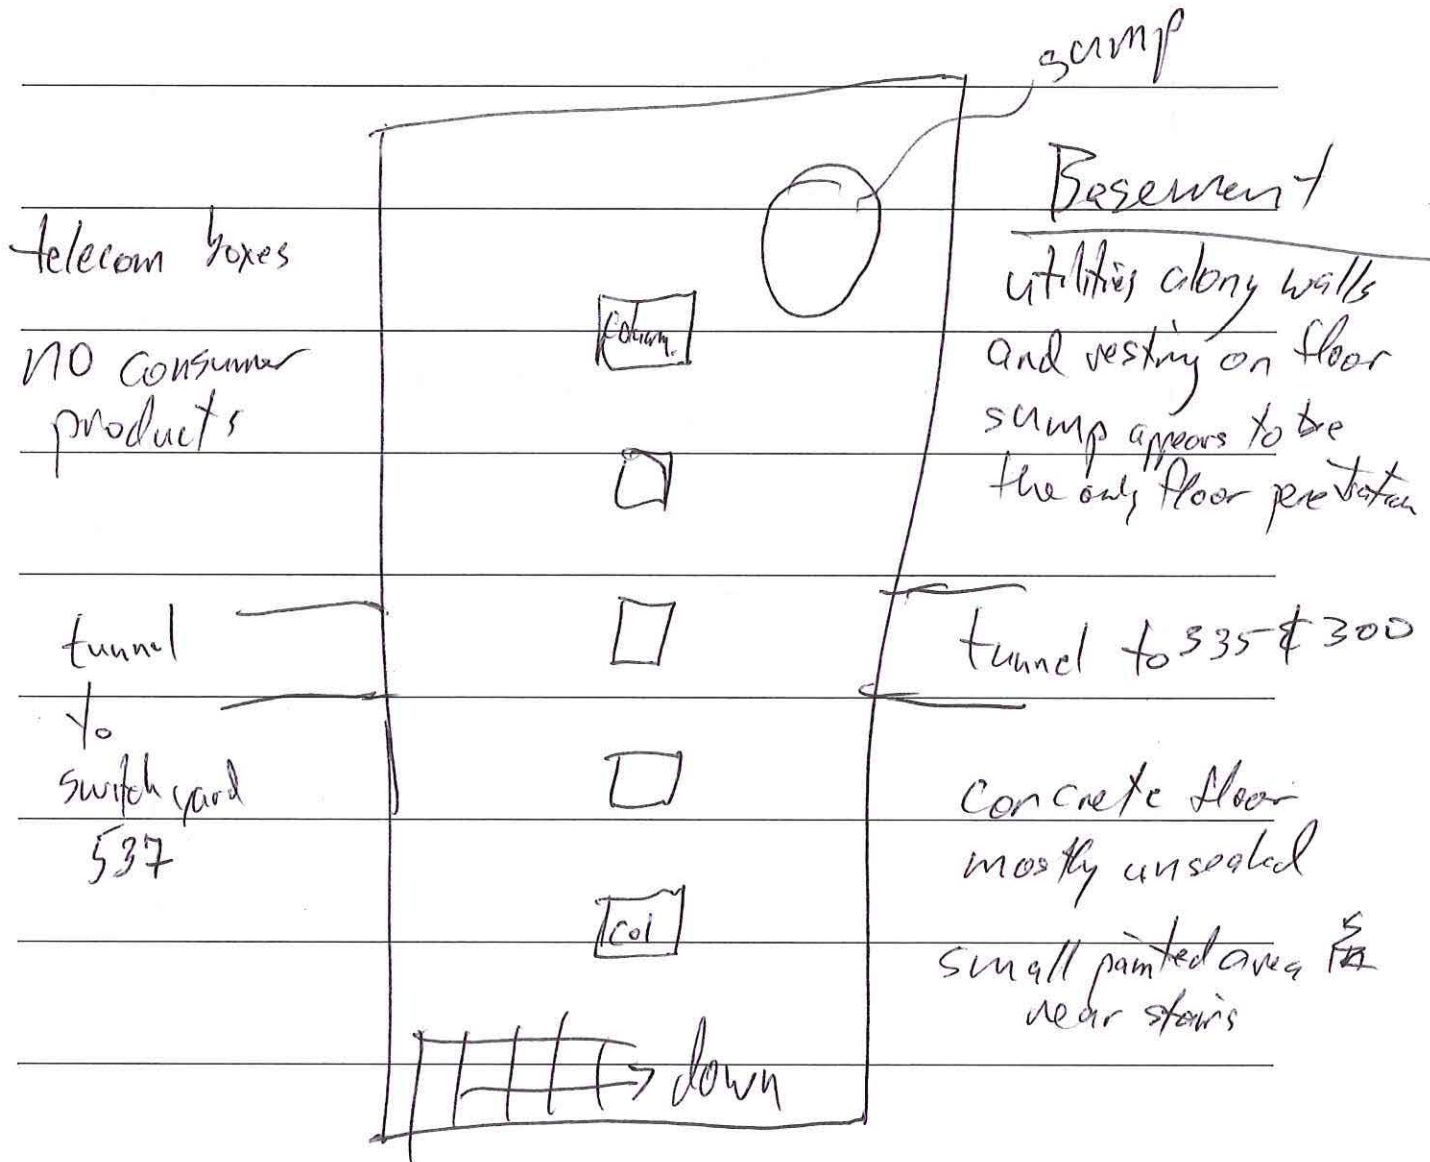 sump
Basement
utilities along walls
and resting on floor
sump appears to be
the only floor penetration
telecom boxes
no consumer
products
Column
tunnel
to
switchyard
537
tunnel to 335 & 300
concrete floor
mostly unsealed
small painted area
near stairs
Col
down